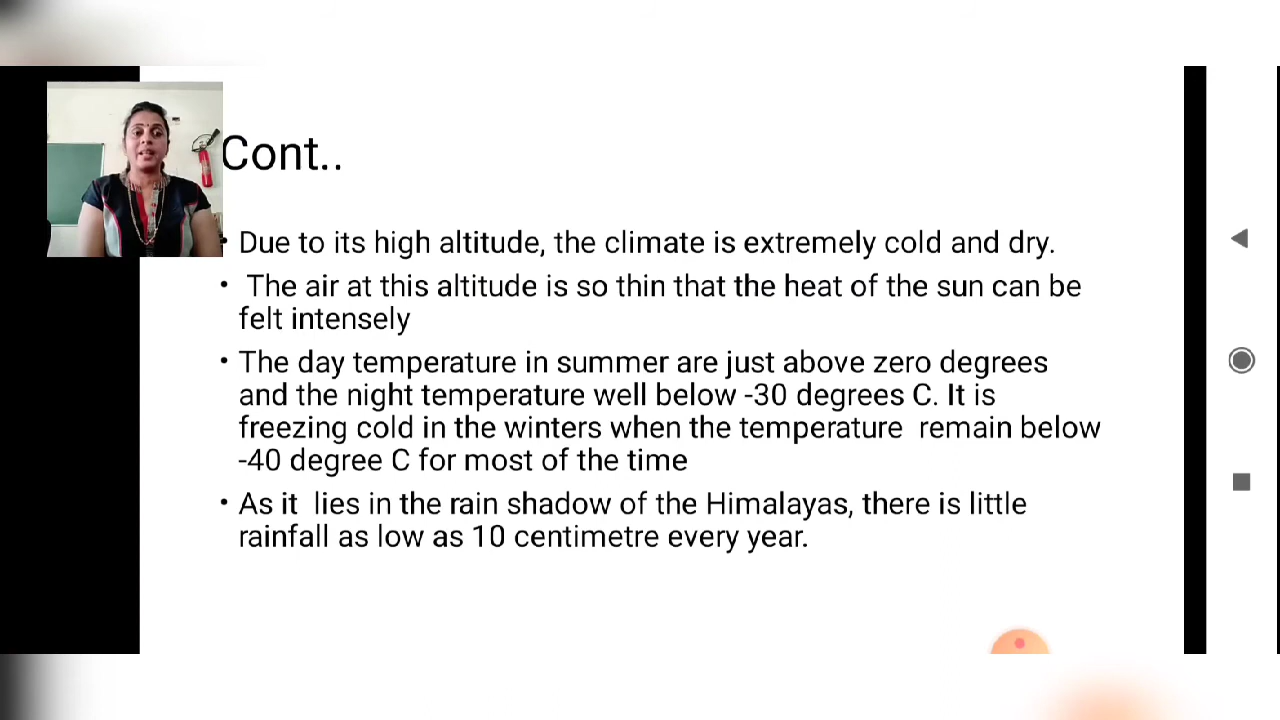 Cont..
• Due to its high altitude, the climate is extremely cold and dry.
• The air at this altitude is so thin that the heat of the sun can be
felt intensely
• The day temperature in summer are just above zero degrees
and the night temperature well below -30 degrees C. It is
freezing cold in the winters when the temperature remain below
-40 degree C for most of the time
• As it lies in the rain shadow of the Himalayas, there is little
rainfall as low as 10 centimetre every year.